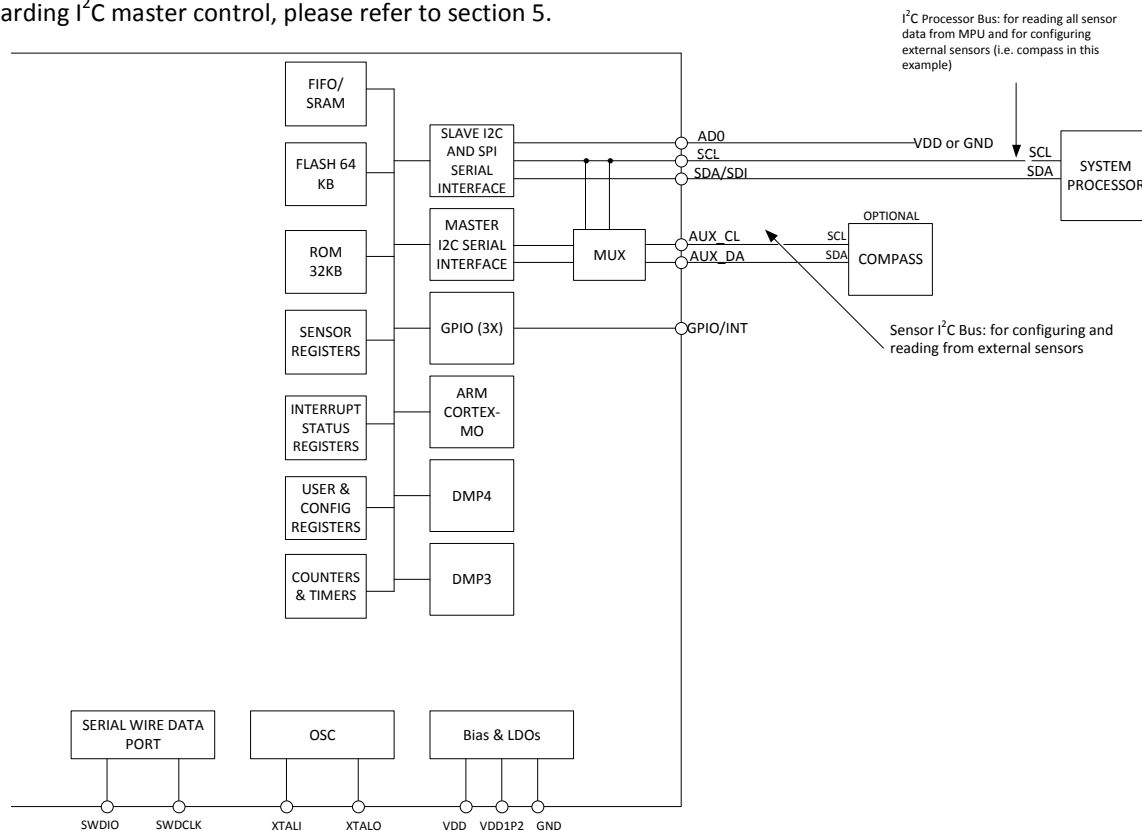 arding I²C master control, please refer to section 5.
I²C Processor Bus: for reading all sensor
data from MPU and for configuring
external sensors (i.e. compass in this
example)
FIFO/
SRAM
FLASH 64
KB
ROM
32KB
SENSOR
REGISTERS
INTERRUPT
STATUS
REGISTERS
USER &
CONFIG
REGISTERS
COUNTERS
& TIMERS
SLAVE I2C
AND SPI
SERIAL
INTERFACE
MASTER
I2C SERIAL
INTERFACE
GPIO (3X)
ARM
CORTEX-
MO
DMP4
DMP3
MUX
AD0
SCL
SDA/SDI
AUX_CL
AUX_DA
GPIO/INT
VDD or GND
SCL
SDA
SYSTEM
PROCESSOR
OPTIONAL
SCL
SDA
COMPASS
Sensor I²C Bus: for configuring and
reading from external sensors
SERIAL WIRE DATA
PORT
OSC
Bias & LDOs
SWDIO
SWDCLK
XTALI
XTALO
VDD
VDD1P2
GND